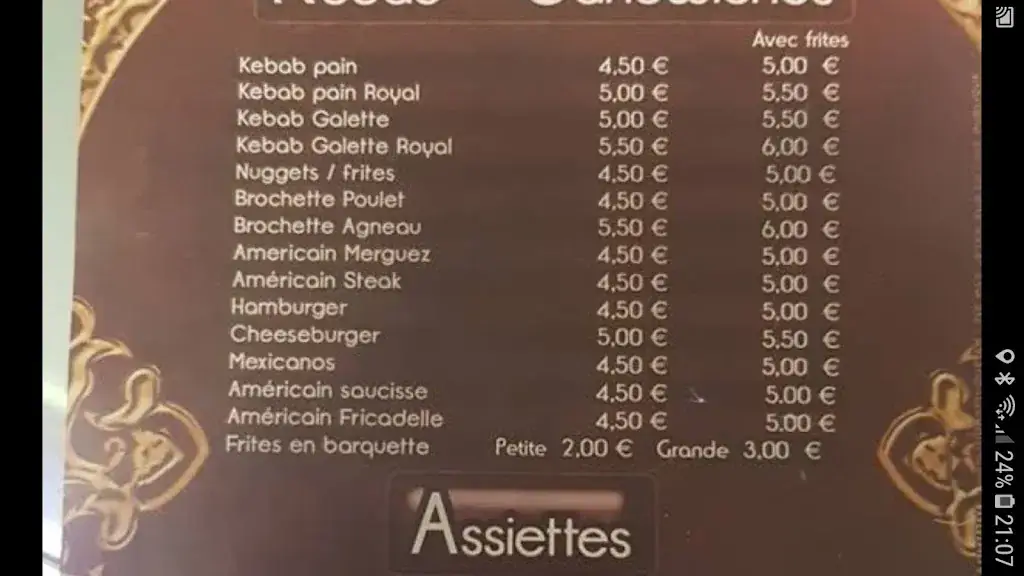 Avec frites
Kebab pain 4,50 € 5,00 €
Kebab pain Royal 5,00 € 5,50 €
Kebab Galette 5,00 € 5,50 €
Kebab Galette Royal 5,50 € 6,00 €
Nuggets / frites 4,50 € 5,00 €
Brochette Poulet 4,50 € 5,00 €
Brochette Agneau 5,50 € 6,00 €
Americain Merguez 4,50 € 5,00 €
Américain Steak 4,50 € 5,00 €
Hamburger 4,50 € 5,00 €
Cheeseburger 5,00 € 5,50 €
Mexicanos 4,50 € 5,00 €
Américain saucisse 4,50 € 5.00 €
Américain Fricadelle 4,50 € 5.00 €
Frites en barquette Petite 2,00 € Grande 3,00 €
Assiettes
24% 21:07